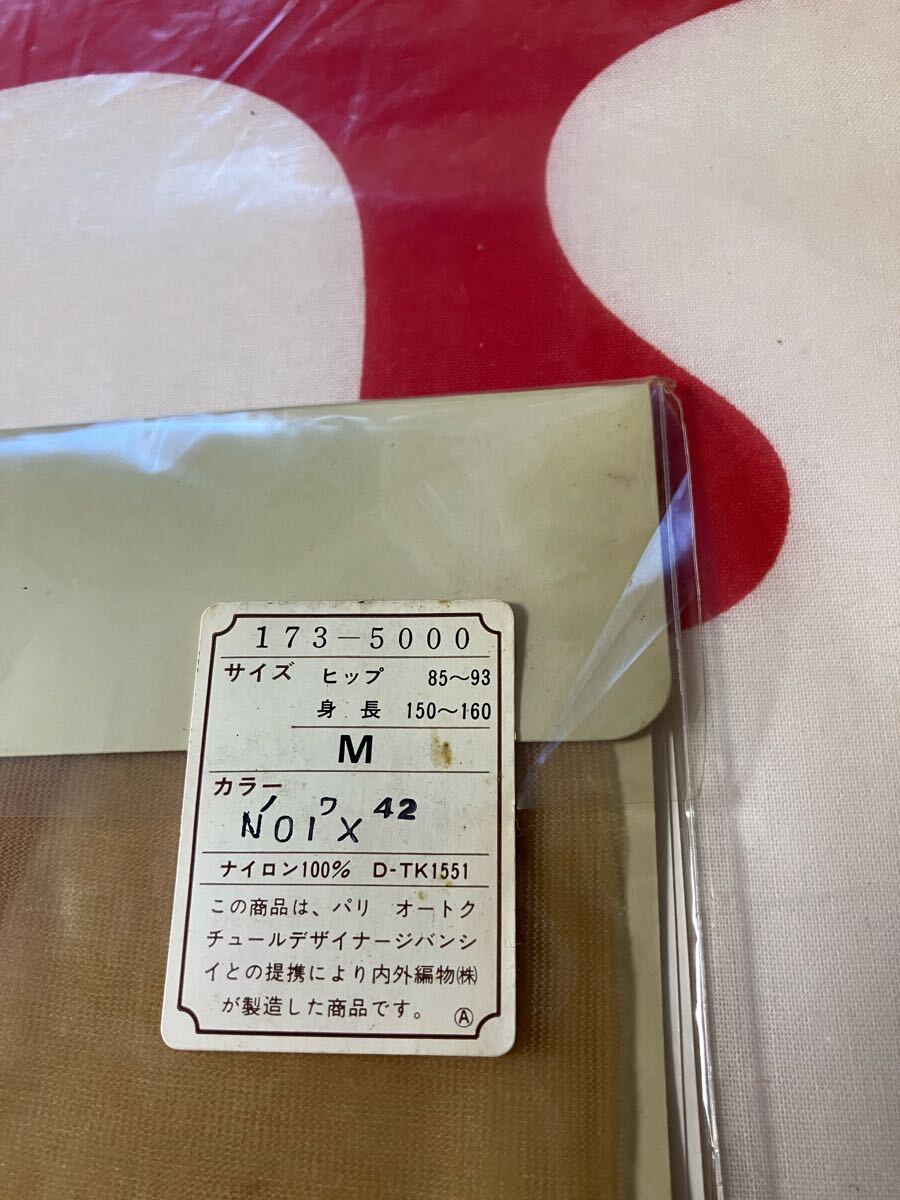 173-5000
サイズ ヒップ 85〜93
身長 150〜160
M
カラー
ノワ 42
NOIX
ナイロン100% D-TK1551
この商品は、パリ オートク
チュールデザイナージバンシ
イとの提携により内外編物㈱
が製造した商品です。 Ⓐ